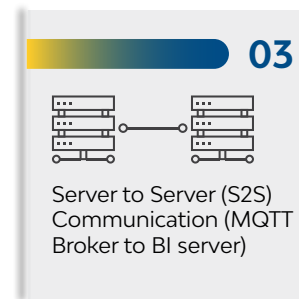 03
Server to Server (S2S)
Communication (MQTT
Broker to BI server)